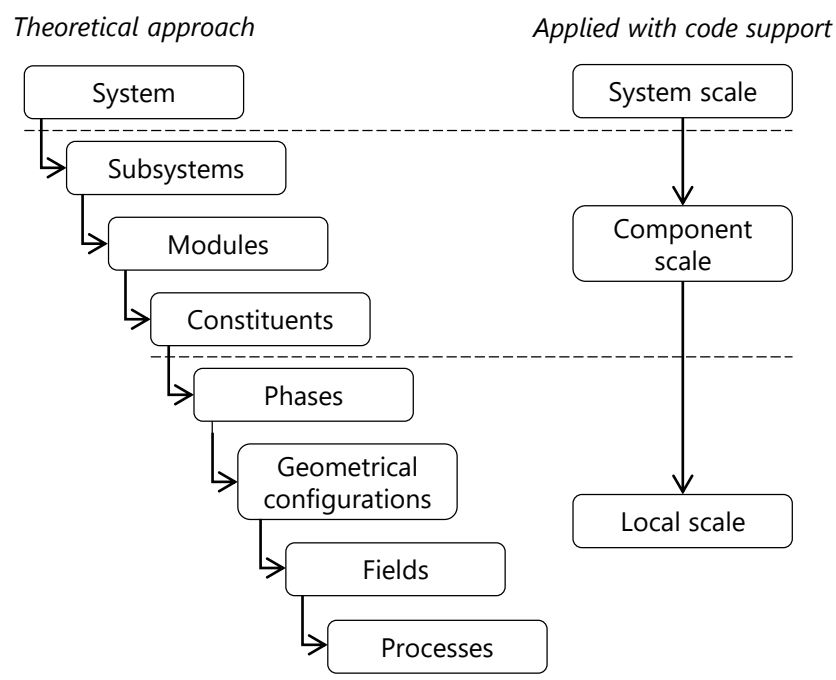 Theoretical approach
Applied with code support
System
System scale
Subsystems
Modules
Component
scale
Constituents
Phases
Geometrical
configurations
Local scale
Fields
Processes